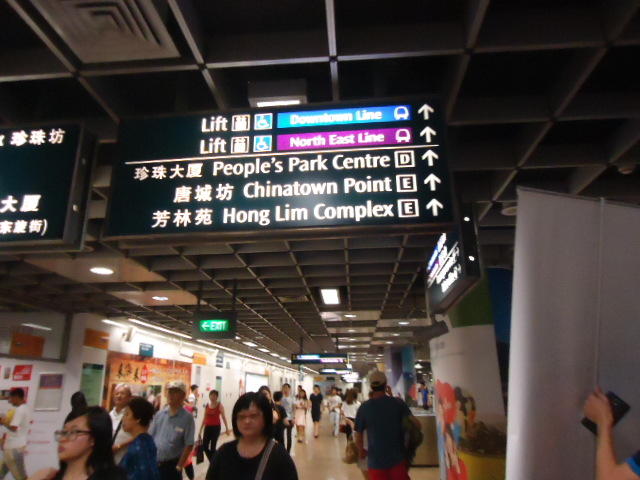 Lift Downtown Line
Lift North East Line
珍珠大厦 People's Park Centre D
唐城坊 Chinatown Point E
芳林苑 Hong Lim Complex E
珍珠坊
大厦
EXIT